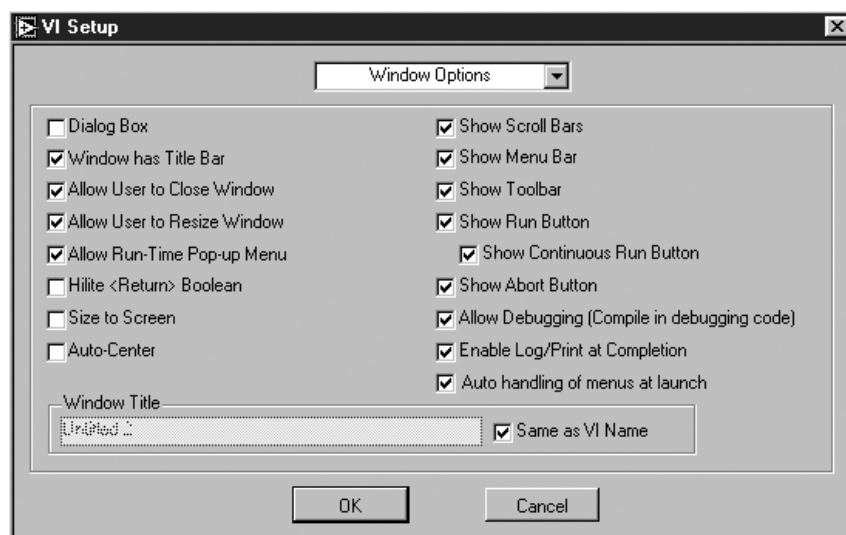 VI Setup
Window Options
Dialog Box
Window has Title Bar
Allow User to Close Window
Allow User to Resize Window
Allow Run-Time Pop-up Menu
Hilite <Return> Boolean
Size to Screen
Auto-Center
Show Scroll Bars
Show Menu Bar
Show Toolbar
Show Run Button
Show Continuous Run Button
Show Abort Button
Allow Debugging (Compile in debugging code)
Enable Log/Print at Completion
Auto handling of menus at launch
Window Title
Untitled 2
Same as VI Name
OK
Cancel